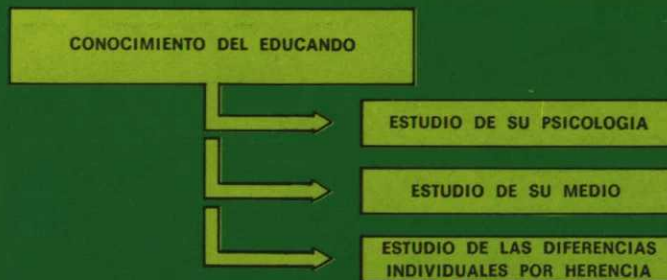 CONOCIMIENTO DEL EDUCANDO
ESTUDIO DE SU PSICOLOGIA
ESTUDIO DE SU MEDIO
ESTUDIO DE LAS DIFERENCIAS
INDIVIDUALES POR HERENCIA